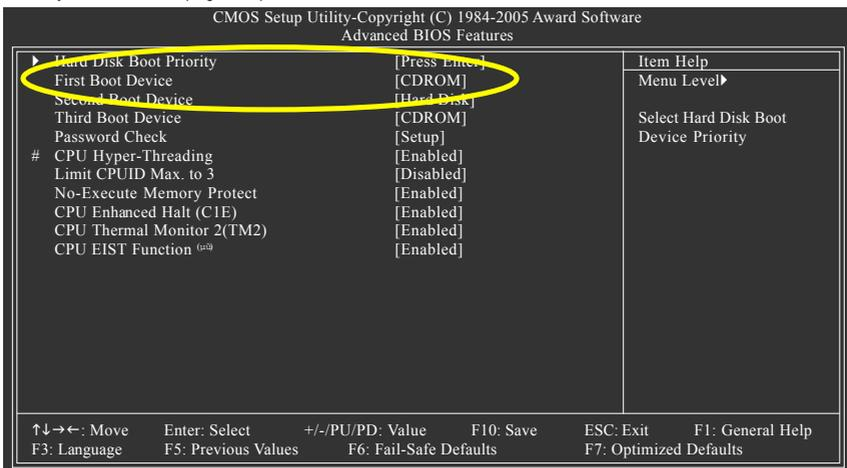 CMOS Setup Utility-Copyright (C) 1984-2005 Award Software
Advanced BIOS Features
Hard Disk Boot Priority [Press Enter]
First Boot Device [CDROM]
Second Boot Device [Hard Disk]
Third Boot Device [CDROM]
Password Check [Setup]
# CPU Hyper-Threading [Enabled]
Limit CPUID Max. to 3 [Disabled]
No-Execute Memory Protect [Enabled]
CPU Enhanced Halt (C1E) [Enabled]
CPU Thermal Monitor 2(TM2) [Enabled]
CPU EIST Function [Enabled]
Item Help
Menu Level▶
Select Hard Disk Boot
Device Priority
↑↓→←: Move Enter: Select +/-/PU/PD: Value F10: Save ESC: Exit F1: General Help
F3: Language F5: Previous Values F6: Fail-Safe Defaults F7: Optimized Defaults